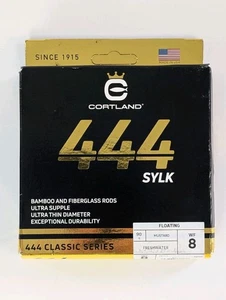 SINCE 1915
CORTLAND
444
SYLK
BAMBOO AND FIBERGLASS RODS
ULTRA SUPPLE
ULTRA THIN DIAMETER
EXCEPTIONAL DURABILITY
FLOATING
MUSTARD
WT
8
FRESHWATER
444 CLASSIC SERIES